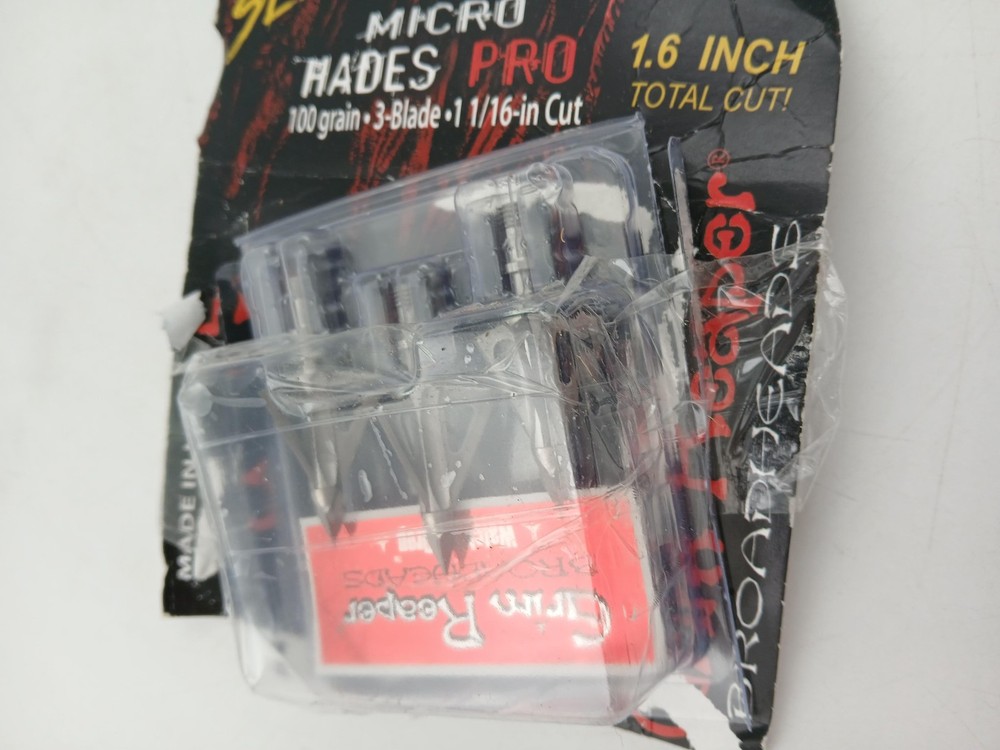 MICRO
HADES PRO
100 grain • 3-Blade • 1 1/16-in Cut
1.6 INCH
TOTAL CUT!
Reaper®
BROADHEADS
MADE IN
Grim Reaper
BROADHEADS